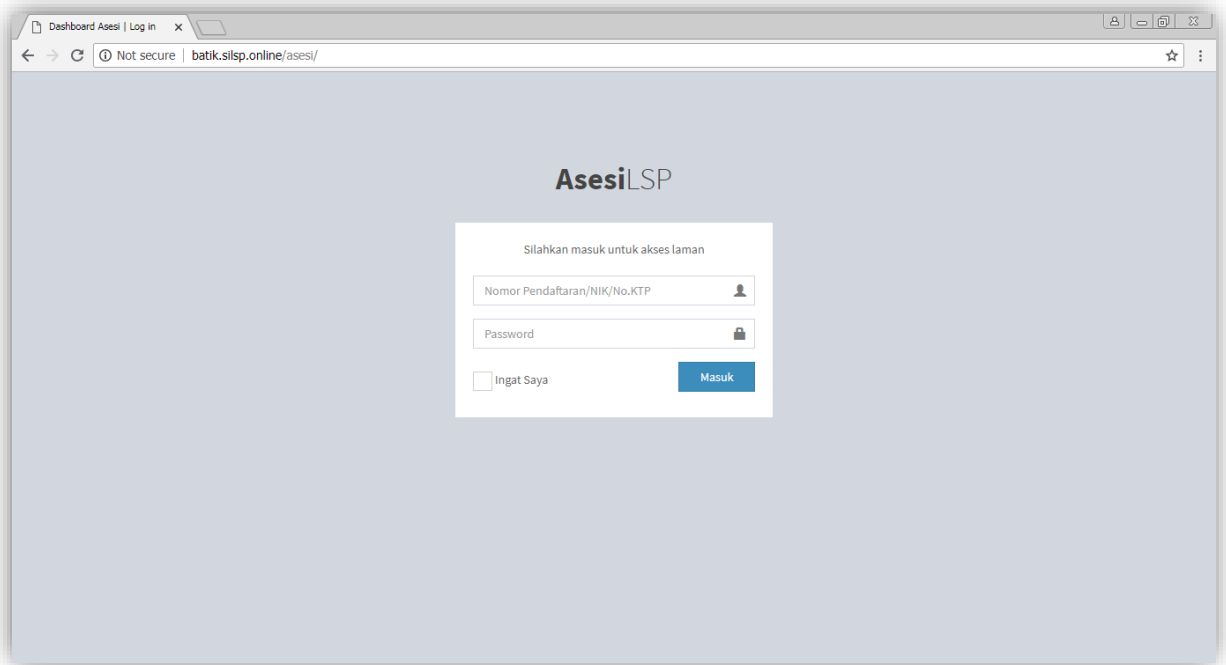 Dashboard Asesi | Log in
Not secure | batik.silsp.online/asesi/
AsesiLSP
Silahkan masuk untuk akses laman
Nomor Pendaftaran/NIK/No.KTP
Password
Ingat Saya
Masuk